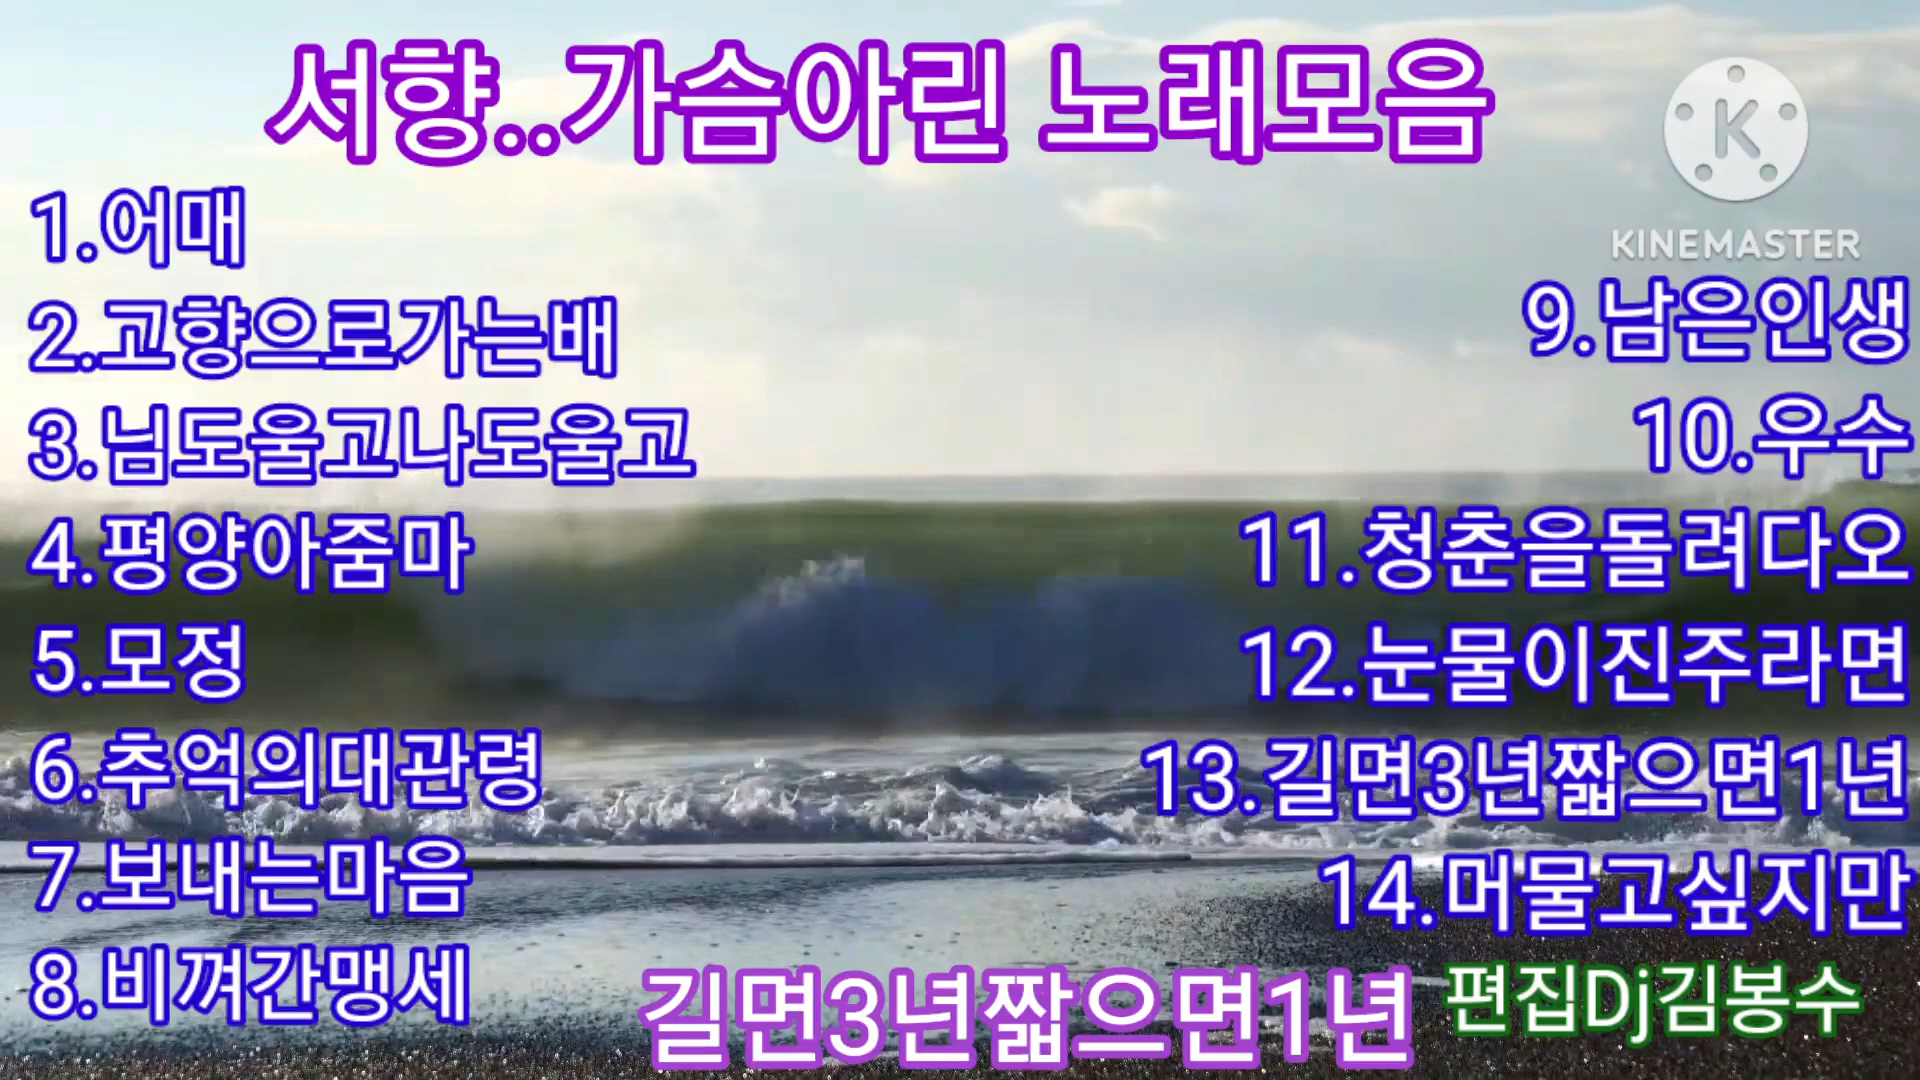 서향..가슴아린 노래모음
KINEMASTER
1.어매
2.고향으로가는배
3.님도울고나도울고
4.평양아줌마
5.모정
6.추억의대관령
7.보내는마음
8.비껴간맹세
9.남은인생
10.우수
11.청춘을돌려다오
12.눈물이진주라면
13.길면3년짧으면1년
14.머물고싶지만
길면3년짧으면1년
편집Dj김봉수